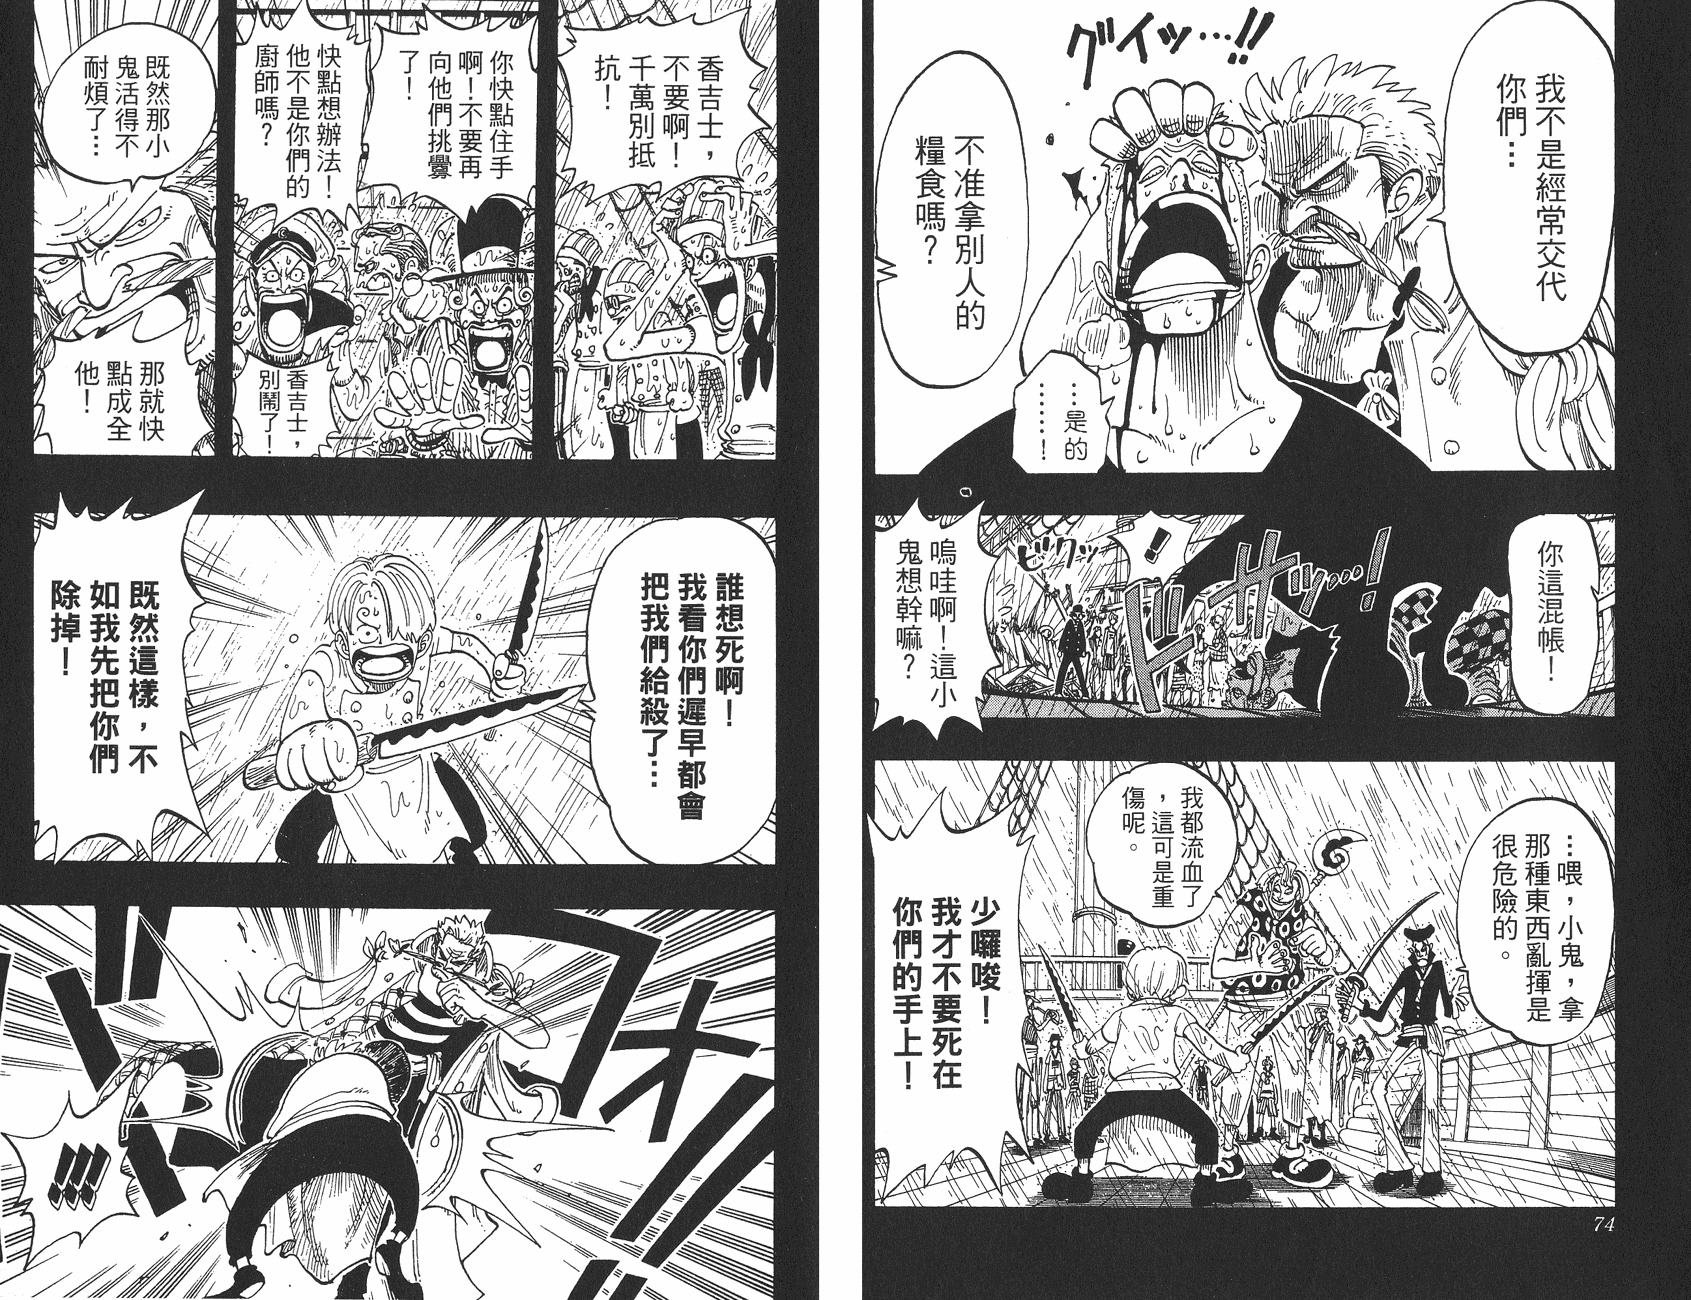 我不是經常交代
你們…
グイッ…!!
不准拿別人的
糧食嗎？
…是的
……！
你這混帳！
ドサッ…!
！
ビクッ
嗚哇啊！這小
鬼想幹嘛？
…喂，小鬼，拿
那種東西亂揮是
很危險的。
我都流血了
，這可是重
傷呢。
少囉唆！
我才不要死在
你們的手上！
74
香吉士，
不要啊！
千萬別抵
抗！
你快點住手
啊！不要再
向他們挑釁
了！
快點想辦法！
他不是你們的
廚師嗎？
香吉士，
別鬧了！
既然那小
鬼活得不
耐煩了…
那就快
點成全
他！
誰想死啊！
我看你們遲早都會
把我們給殺了…
既然這樣，不
如我先把你們
除掉！
ドカッ
!!!